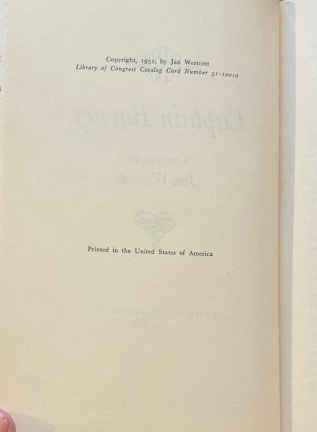 Copyright, 1951, by Jan Westcott
Library of Congress Catalog Card Number 51-12019
Printed in the United States of America